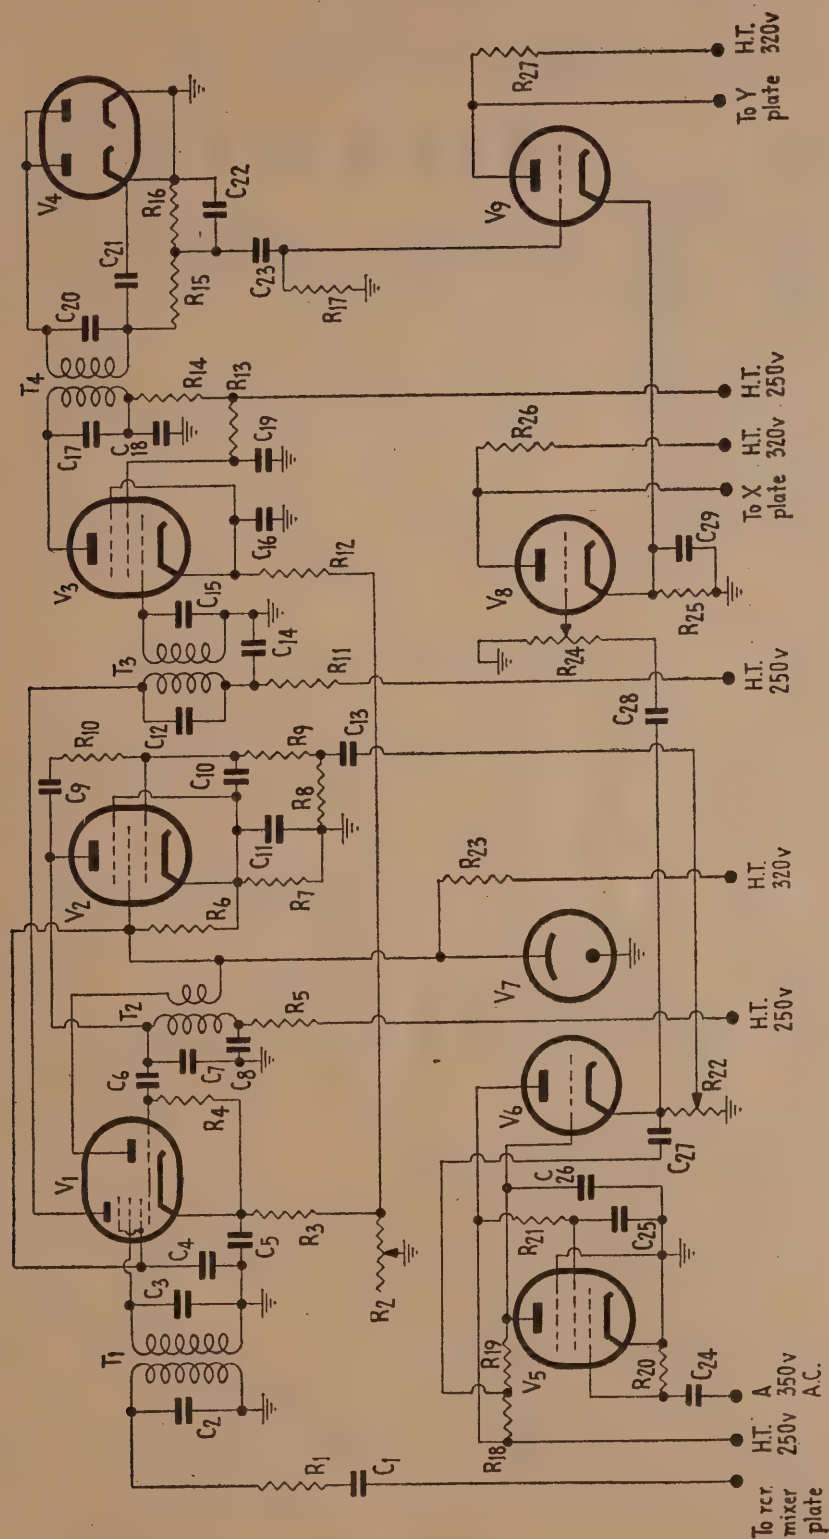 V4
C20
C21
R16
C22
R15
C23
R17
T4
R14
R13
C17
C18
C19
V3
C16
R12
C15
T3
C14
R11
C12
R10
C9
C10
R9
C13
R8
C11
V2
R7
R6
T2
R5
C6
C7
C8
R4
V1
C5
R3
C4
C3
R2
T1
C2
R1
C1
V9
R27
R26
V8
C29
R25
R24
C28
R23
V7
V6
R22
C27
C26
R21
C25
R19
V5
R20
C24
R18
To rcr.
mixer
plate
H.T.
250v
A
350v
A.C.
H.T.
250v
H.T.
320v
H.T.
250v
To X
plate
H.T.
320v
H.T.
250v
To Y
plate
H.T.
320v